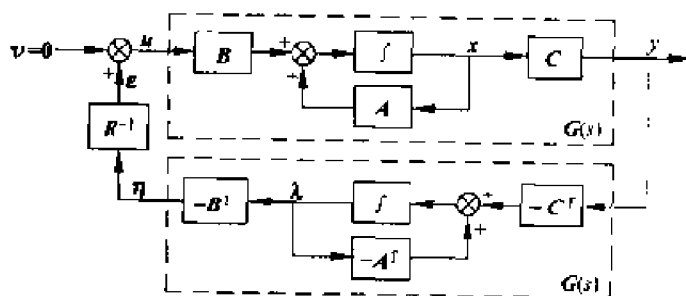 v=0
u
B
+
+
∫
x
C
y
A
G(s)
+
ε
R⁻¹
η
−Bᵀ
λ
∫
+
+
−Cᵀ
−Aᵀ
G(s)